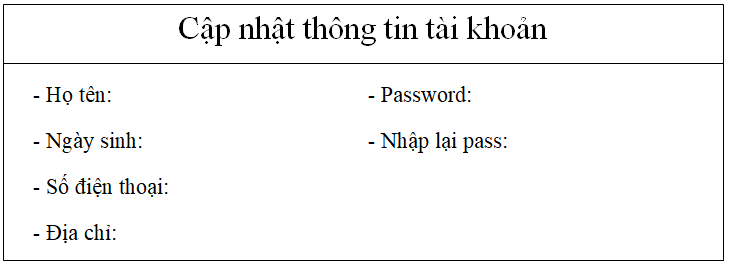 Cập nhật thông tin tài khoản
- Họ tên:
- Password:
- Ngày sinh:
- Nhập lại pass:
- Số điện thoại:
- Địa chỉ: